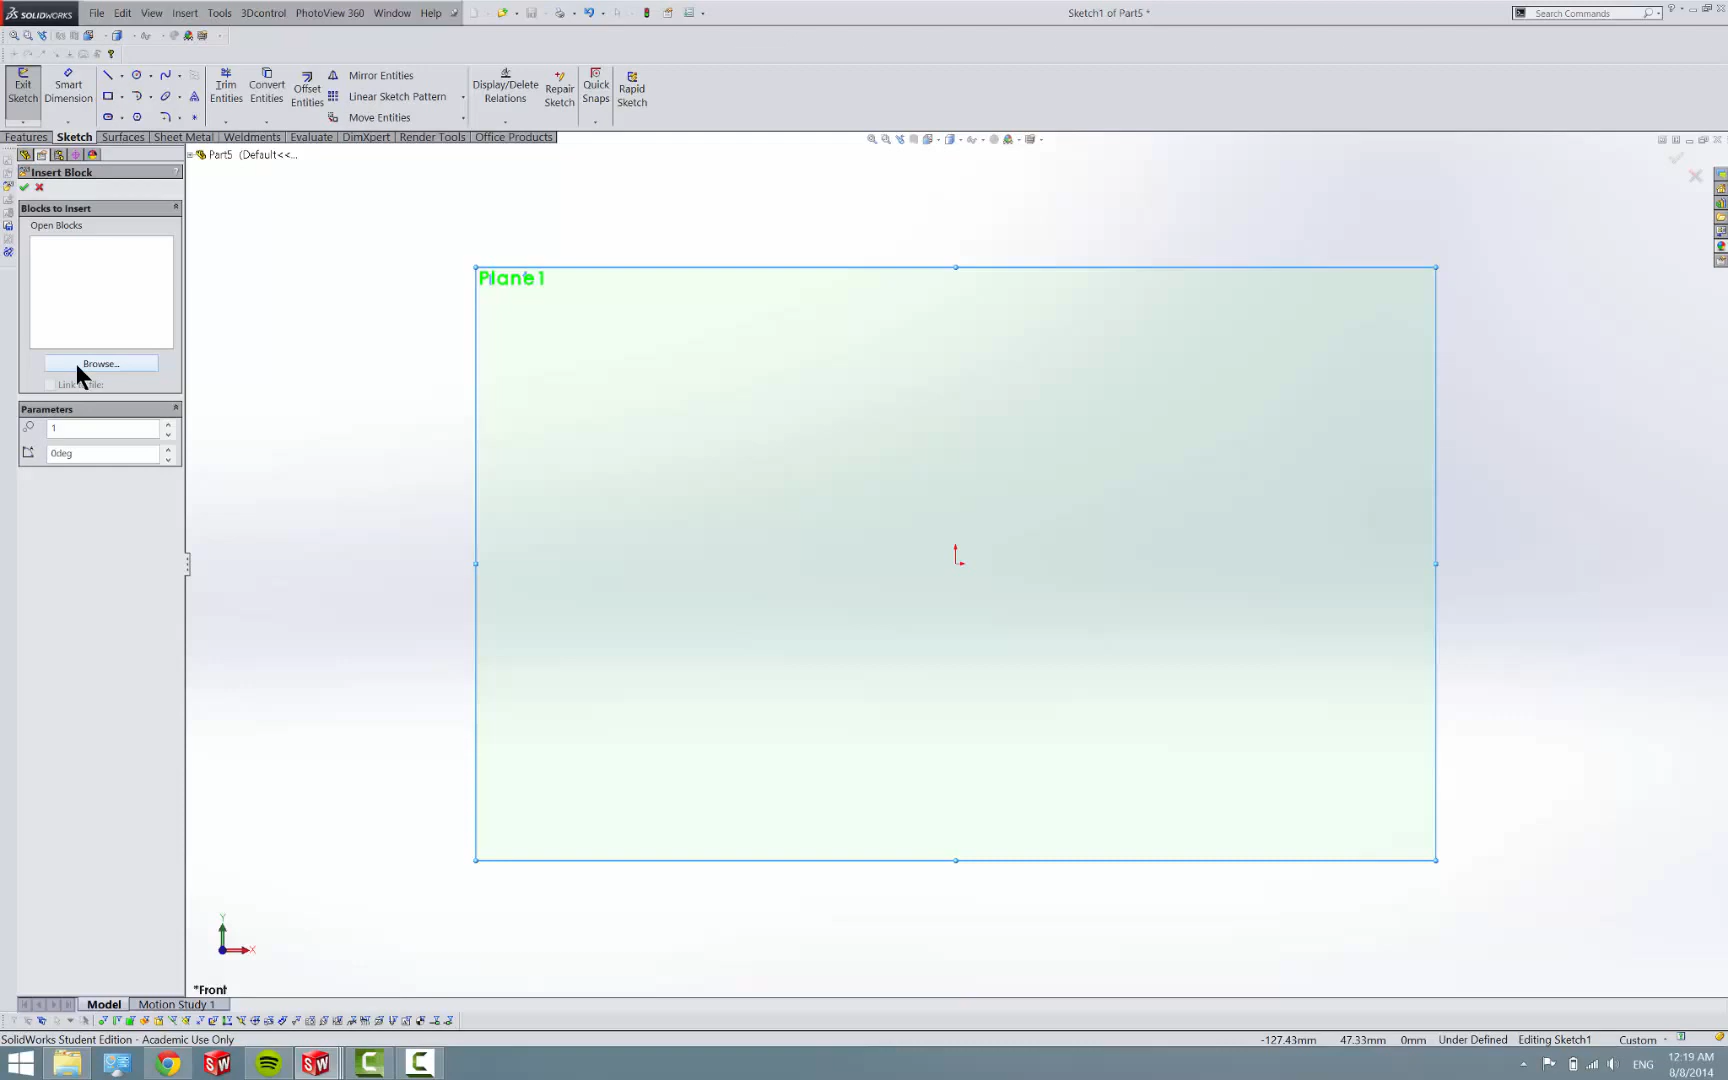 SOLIDWORKS File Edit View Insert Tools 3Dcontrol PhotoView 360 Window Help
Sketch1 of Part5 *
Search Commands
Exit Sketch
Smart Dimension
Trim Entities
Convert Entities
Offset Entities
Mirror Entities
Linear Sketch Pattern
Move Entities
Display/Delete Relations
Repair Sketch
Quick Snaps
Rapid Sketch
Features Sketch Surfaces Sheet Metal Weldments Evaluate DimXpert Render Tools Office Products
Part5 (Default<<...
Insert Block ?
Blocks to Insert
Open Blocks
Plane1
Browse...
Parameters
1
0deg
Y
X
*Front
Model Motion Study 1
SolidWorks Student Edition - Academic Use Only
-127.43mm 47.33mm 0mm Under Defined Editing Sketch1 Custom
ENG
12:19 AM
8/8/2014